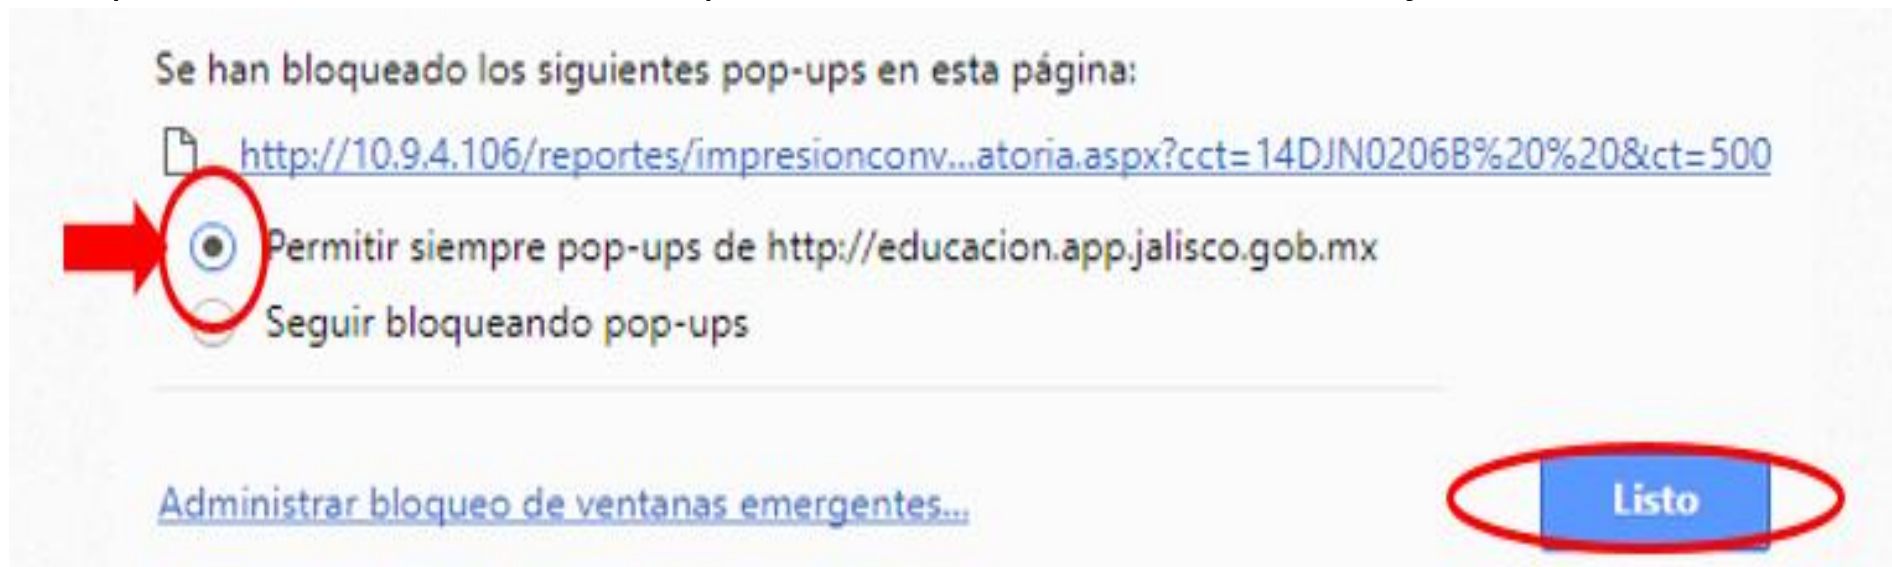 Se han bloqueado los siguientes pop-ups en esta página:
http://10.9.4.106/reportes/impresionconv...atoria.aspx?cct=14DJN0206B%20%20&ct=500
Permitir siempre pop-ups de http://educacion.app.jalisco.gob.mx
Seguir bloqueando pop-ups
Administrar bloqueo de ventanas emergentes...
Listo